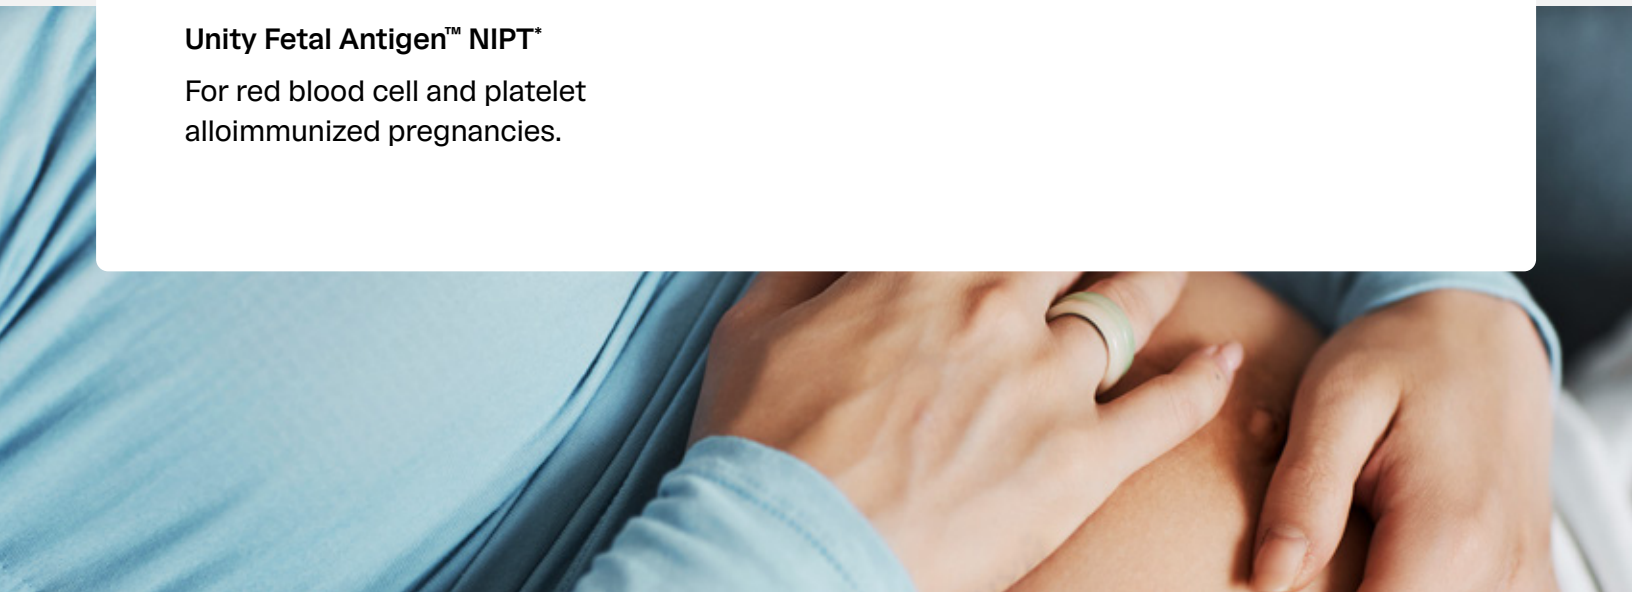 Unity Fetal Antigen™ NIPT*
For red blood cell and platelet
alloimmunized pregnancies.